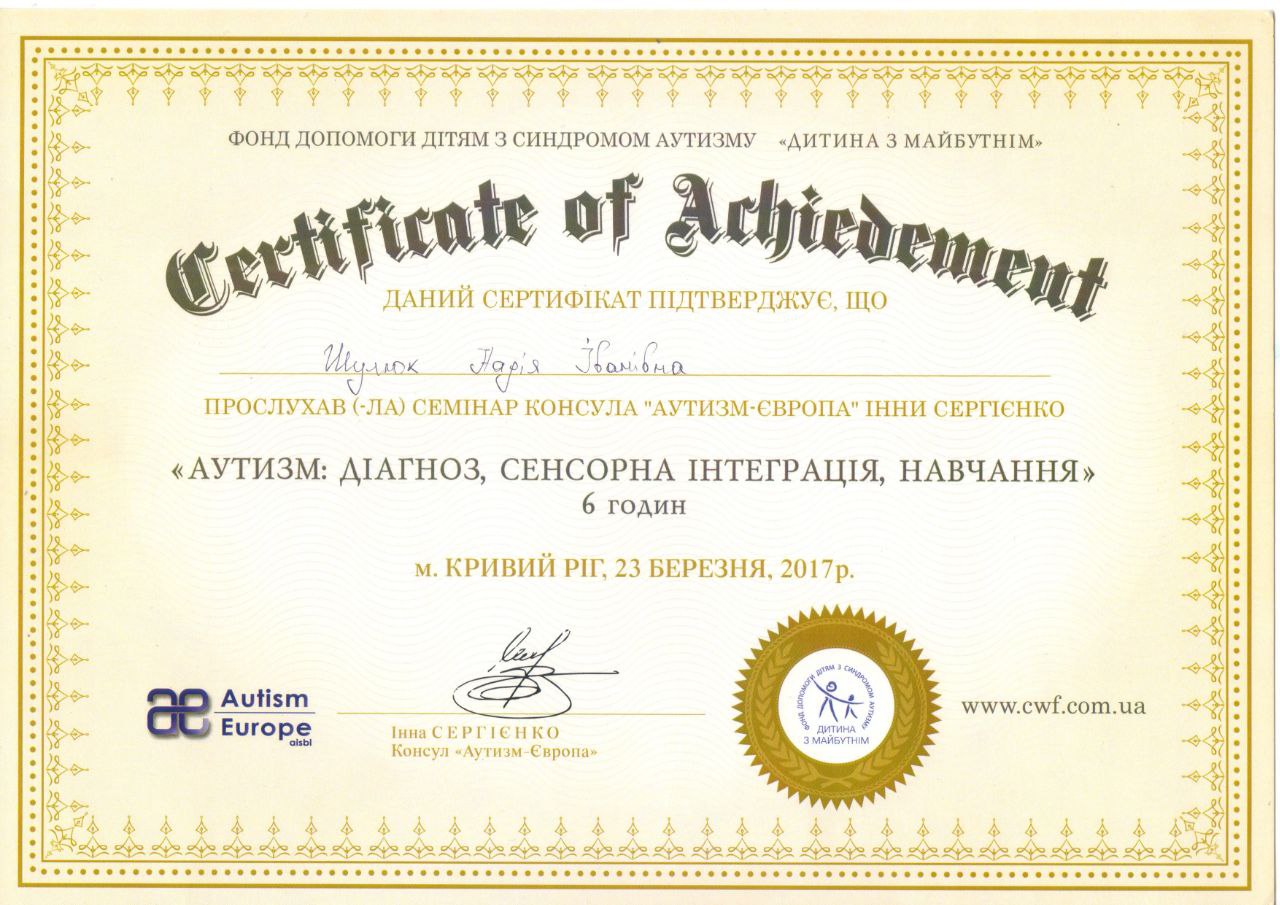 ФОНД ДОПОМОГИ ДІТЯМ З СИНДРОМОМ АУТИЗМУ «ДИТИНА З МАЙБУТНІМ»
Certificate of Achiedement
ДАНИЙ СЕРТИФІКАТ ПІДТВЕРДЖУЄ, ЩО
Надія Іванівна
ПРОСЛУХАВ (-ЛА) СЕМІНАР КОНСУЛА "АУТИЗМ-ЄВРОПА" ІННИ СЕРГІЄНКО
«АУТИЗМ: ДІАГНОЗ, СЕНСОРНА ІНТЕГРАЦІЯ, НАВЧАННЯ»
6 годин
м. КРИВИЙ РІГ, 23 БЕРЕЗНЯ, 2017р.
ae Autism
Europe
aisbl
Інна СЕРГІЄНКО
Консул «Аутизм-Європа»
ФОНД ДОПОМОГИ ДІТЯМ З СИНДРОМОМ АУТИЗМУ
ДИТИНА
З МАЙБУТНІМ
www.cwf.com.ua